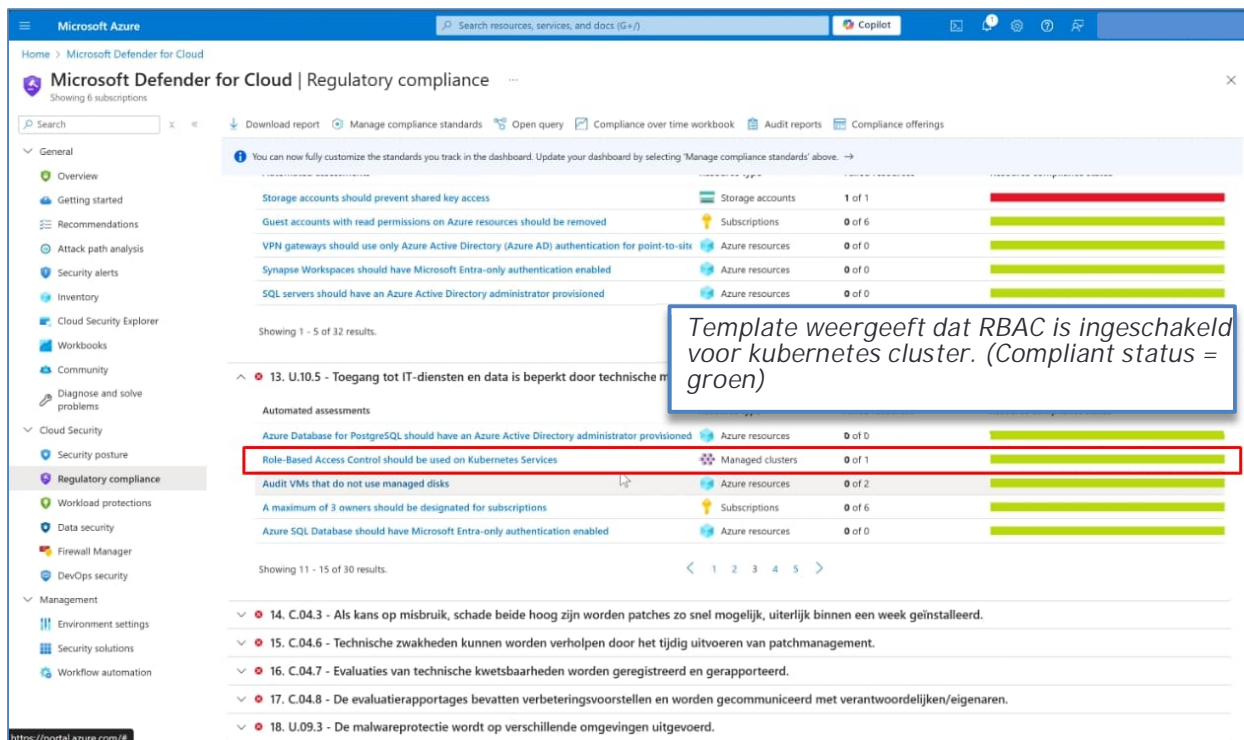 Microsoft Azure
Search resources, services, and docs (G+/)
Copilot
1
Home > Microsoft Defender for Cloud
Microsoft Defender for Cloud | Regulatory compliance ...
Showing 6 subscriptions
Search
Download report
Manage compliance standards
Open query
Compliance over time workbook
Audit reports
Compliance offerings
You can now fully customize the standards you track in the dashboard. Update your dashboard by selecting 'Manage compliance standards' above. →
General
Overview
Getting started
Recommendations
Attack path analysis
Security alerts
Inventory
Cloud Security Explorer
Workbooks
Community
Diagnose and solve
problems
Cloud Security
Security posture
Regulatory compliance
Workload protections
Data security
Firewall Manager
DevOps security
Management
Environment settings
Security solutions
Workflow automation
Storage accounts should prevent shared key access Storage accounts 1 of 1
Guest accounts with read permissions on Azure resources should be removed Subscriptions 0 of 6
VPN gateways should use only Azure Active Directory (Azure AD) authentication for point-to-site Azure resources 0 of 0
Synapse Workspaces should have Microsoft Entra-only authentication enabled Azure resources 0 of 0
SQL servers should have an Azure Active Directory administrator provisioned Azure resources 0 of 0
Showing 1 - 5 of 32 results.
Template weergeeft dat RBAC is ingeschakeld
voor kubernetes cluster. (Compliant status =
groen)
13. U.10.5 - Toegang tot IT-diensten en data is beperkt door technische
Automated assessments
Azure Database for PostgreSQL should have an Azure Active Directory administrator provisioned Azure resources 0 of 0
Role-Based Access Control should be used on Kubernetes Services Managed clusters 0 of 1
Audit VMs that do not use managed disks Azure resources 0 of 2
A maximum of 3 owners should be designated for subscriptions Subscriptions 0 of 6
Azure SQL Database should have Microsoft Entra-only authentication enabled Azure resources 0 of 0
Showing 11 - 15 of 30 results.
< 1 2 3 4 5 >
14. C.04.3 - Als kans op misbruik, schade beide hoog zijn worden patches zo snel mogelijk, uiterlijk binnen een week geïnstalleerd.
15. C.04.6 - Technische zwakheden kunnen worden verholpen door het tijdig uitvoeren van patchmanagement.
16. C.04.7 - Evaluaties van technische kwetsbaarheden worden geregistreerd en gerapporteerd.
17. C.04.8 - De evaluatierapportages bevatten verbeteringsvoorstellen en worden gecommuniceerd met verantwoordelijken/eigenaren.
18. U.09.3 - De malwareprotectie wordt op verschillende omgevingen uitgevoerd.
https://portal.azure.com/#